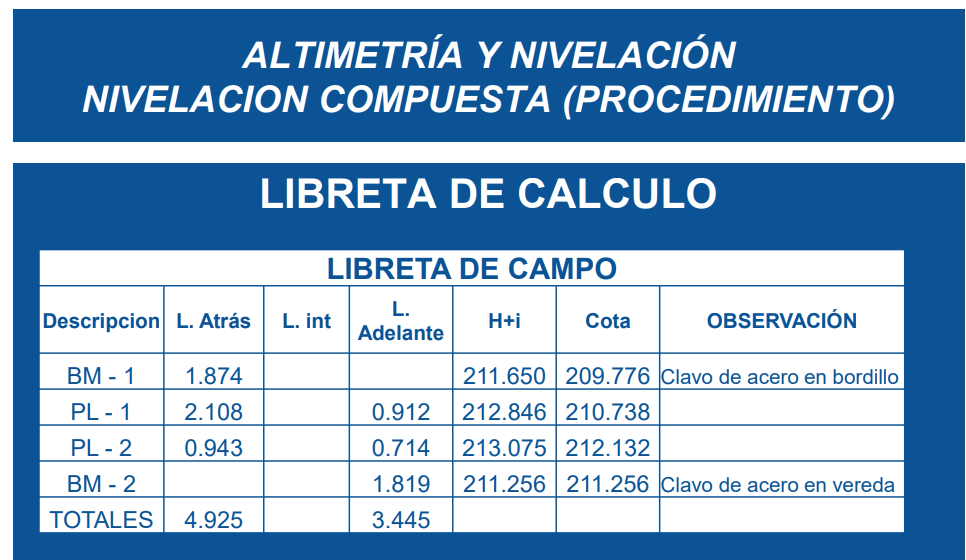 ALTIMETRÍA Y NIVELACIÓN
NIVELACION COMPUESTA (PROCEDIMIENTO)
LIBRETA DE CALCULO
LIBRETA DE CAMPO
Descripcion L. Atrás L. int L. Adelante H+i Cota OBSERVACIÓN
BM - 1 1.874 211.650 209.776 Clavo de acero en bordillo
PL - 1 2.108 0.912 212.846 210.738
PL - 2 0.943 0.714 213.075 212.132
BM - 2 1.819 211.256 211.256 Clavo de acero en vereda
TOTALES 4.925 3.445